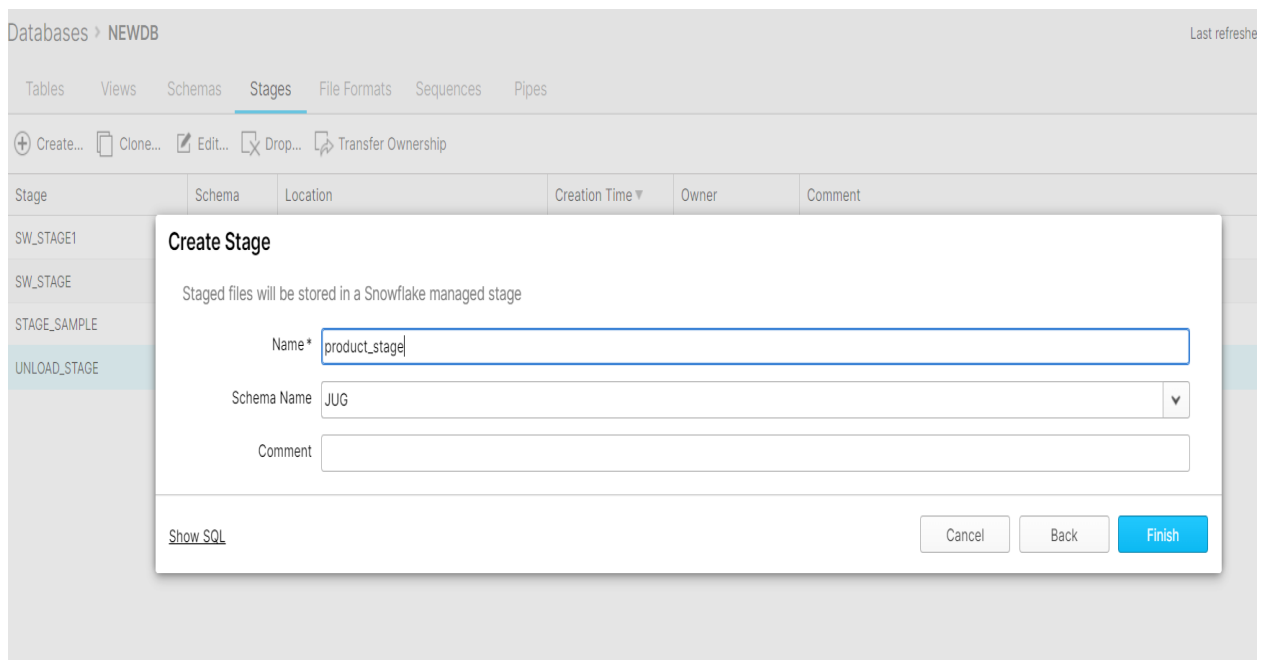 Databases > NEWDB Last refreshe
Tables Views Schemas Stages File Formats Sequences Pipes
Create... Clone... Edit... Drop... Transfer Ownership
Stage Schema Location Creation Time Owner Comment
SW_STAGE1
SW_STAGE
STAGE_SAMPLE
UNLOAD_STAGE
Create Stage
Staged files will be stored in a Snowflake managed stage
Name * product_stage
Schema Name JUG
Comment
Show SQL Cancel Back Finish